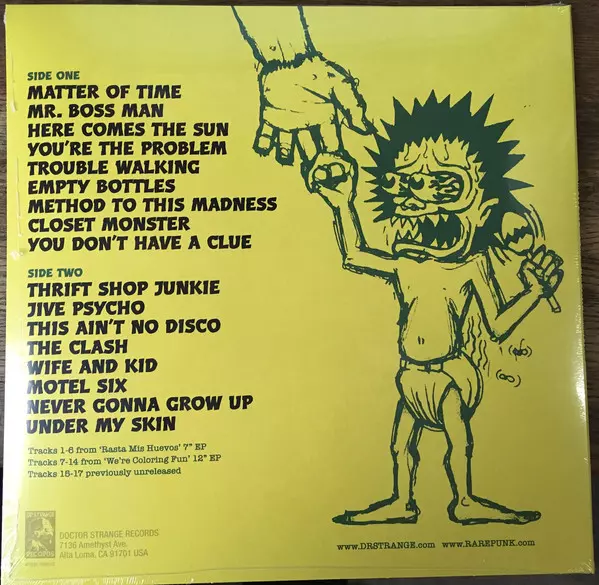 SIDE ONE
MATTER OF TIME
MR. BOSS MAN
HERE COMES THE SUN
YOU'RE THE PROBLEM
TROUBLE WALKING
EMPTY BOTTLES
METHOD TO THIS MADNESS
CLOSET MONSTER
YOU DON'T HAVE A CLUE
SIDE TWO
THRIFT SHOP JUNKIE
JIVE PSYCHO
THIS AIN'T NO DISCO
THE CLASH
WIFE AND KID
MOTEL SIX
NEVER GONNA GROW UP
UNDER MY SKIN
Tracks 1-6 from 'Rasta Mis Huevos' 7" EP
Tracks 7-14 from 'We're Coloring Fun' 12" EP
Tracks 15-17 previously unreleased
DR STRANGE
RECORDS
DOCTOR STRANGE RECORDS
7136 Amethyst Ave.
Alta Loma, CA 91701 USA
www.DRSTRANGE.com www.RAREPUNK.com